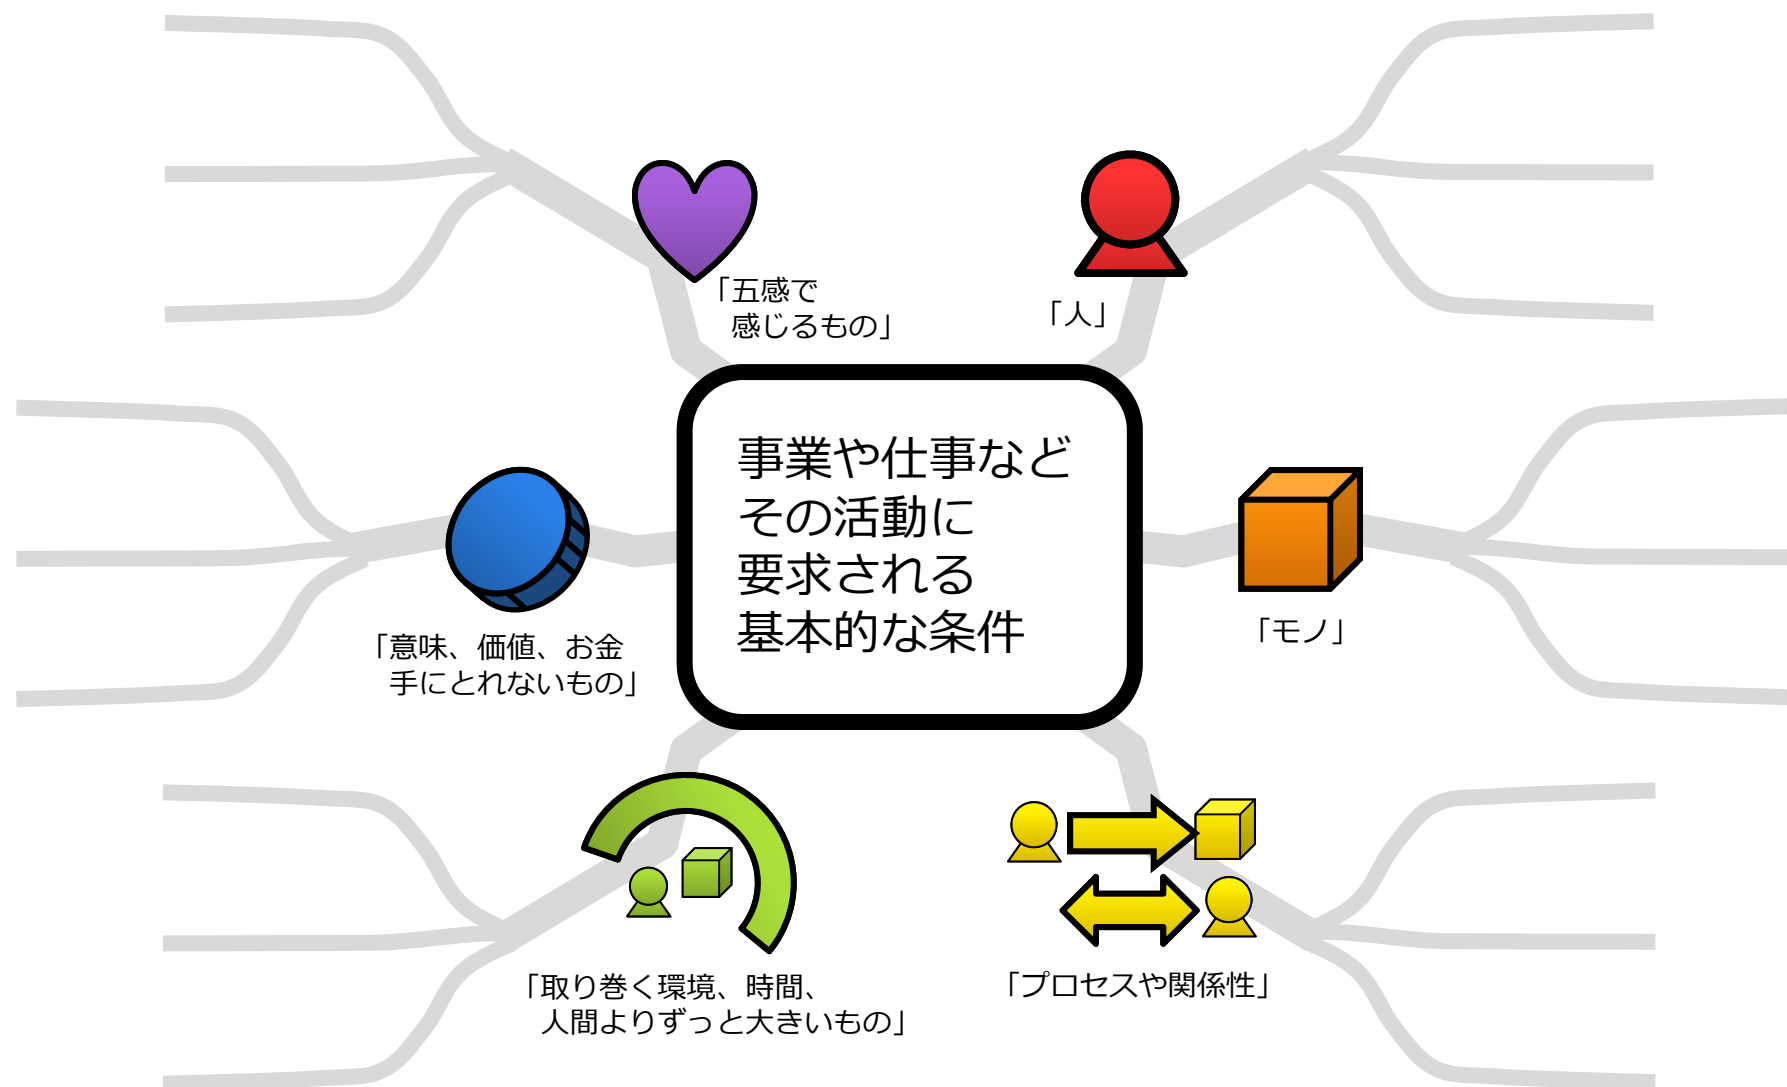 「五感で
感じるもの」
「人」
事業や仕事など
その活動に
要求される
基本的な条件
「意味、価値、お金
手にとれないもの」
「モノ」
「取り巻く環境、時間、
人間よりずっと大きいもの」
「プロセスや関係性」